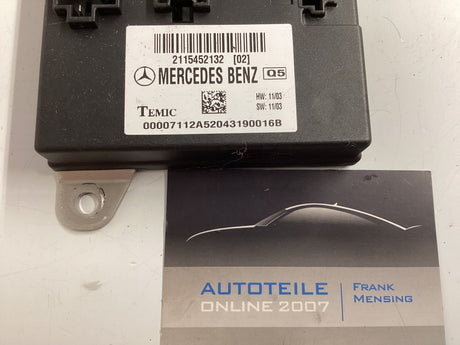 2115452132 [02]
MERCEDES BENZ Q5
HW: 11/03
SW: 11/03
TEMIC
00007112A52043190016B
AUTOTEILE
ONLINE 2007
FRANK
MENSING